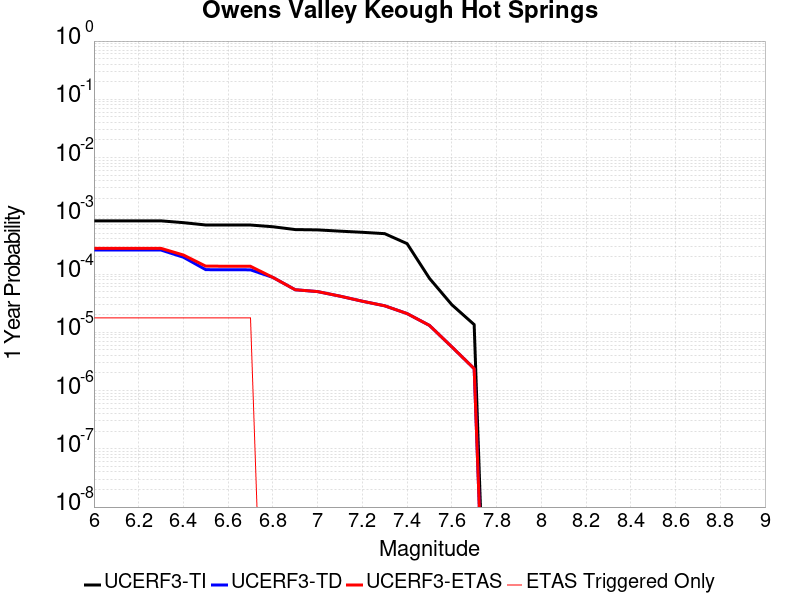 Owens Valley Keough Hot Springs
10^0
10^-1
10^-2
10^-3
10^-4
10^-5
10^-6
10^-7
10^-8
1 Year Probability
6 6.2 6.4 6.6 6.8 7 7.2 7.4 7.6 7.8 8 8.2 8.4 8.6 8.8 9
Magnitude
UCERF3-TI UCERF3-TD UCERF3-ETAS ETAS Triggered Only